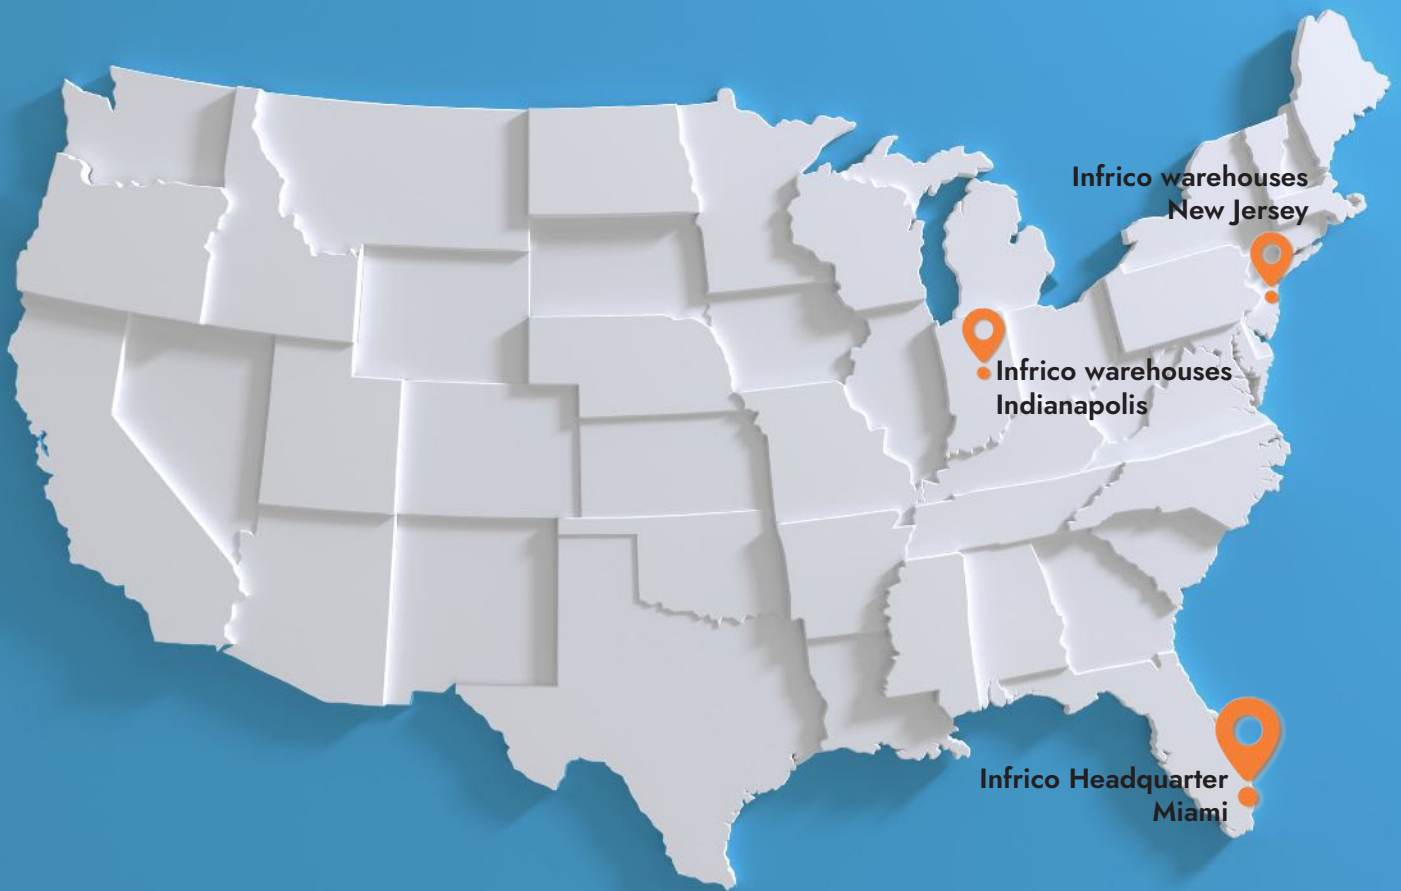 Infrico warehouses
New Jersey
Infrico warehouses
Indianapolis
Infrico Headquarter
Miami